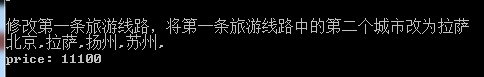 修改第一条旅游线路，将第一条旅游线路中的第二个城市改为拉萨
北京,拉萨,扬州,苏州,
price: 11100